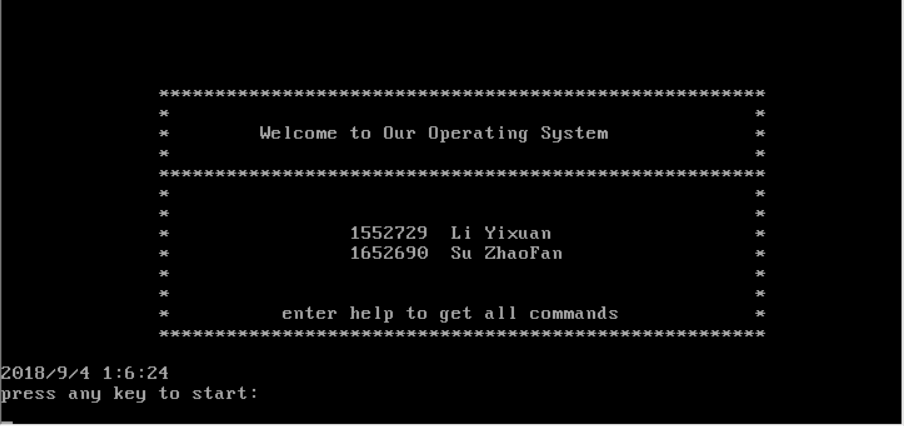 ******************************************************
* *
* Welcome to Our Operating System *
* *
******************************************************
* *
* *
* 1552729 Li Yixuan *
* 1652690 Su ZhaoFan *
* *
* *
* enter help to get all commands *
******************************************************
2018/9/4 1:6:24
press any key to start:
_